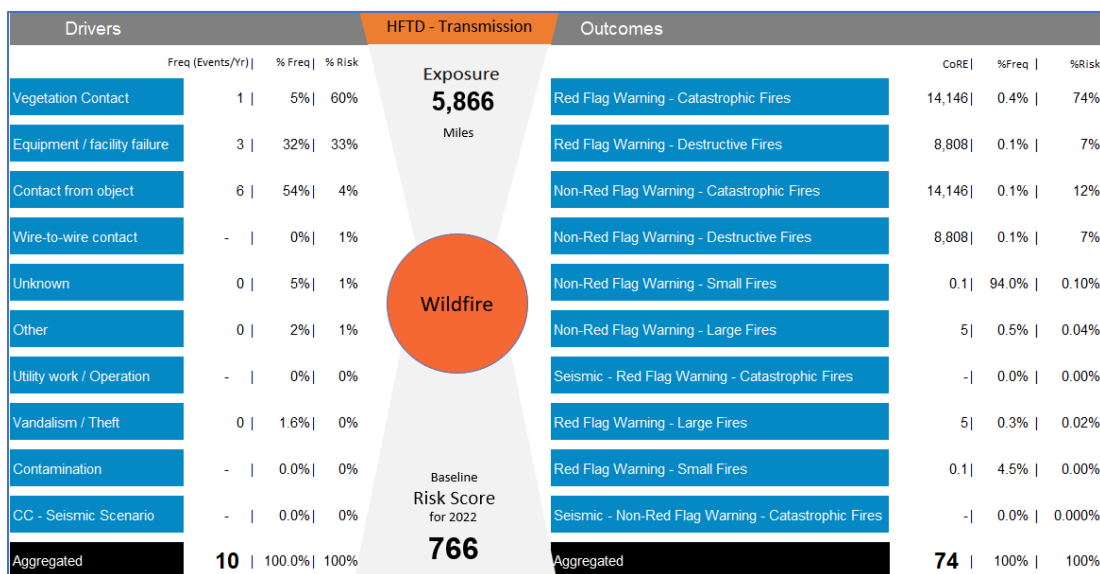 Drivers
Freq (Events/Yr)| % Freq| % Risk
Vegetation Contact 1 | 5%| 60%
Equipment / facility failure 3 | 32%| 33%
Contact from object 6 | 54%| 4%
Wire-to-wire contact - | 0%| 1%
Unknown 0 | 5%| 1%
Other 0 | 2%| 1%
Utility work / Operation - | 0%| 0%
Vandalism / Theft 0 | 1.6%| 0%
Contamination - | 0.0%| 0%
CC - Seismic Scenario - | 0.0%| 0%
Aggregated 10 | 100.0%| 100%
HFTD - Transmission
Exposure
5,866
Miles
Wildfire
Baseline
Risk Score
for 2022
766
Outcomes
CoRE| %Freq | %Risk
Red Flag Warning - Catastrophic Fires 14,146| 0.4% | 74%
Red Flag Warning - Destructive Fires 8,808| 0.1% | 7%
Non-Red Flag Warning - Catastrophic Fires 14,146| 0.1% | 12%
Non-Red Flag Warning - Destructive Fires 8,808| 0.1% | 7%
Non-Red Flag Warning - Small Fires 0.1| 94.0% | 0.10%
Non-Red Flag Warning - Large Fires 5| 0.5% | 0.04%
Seismic - Red Flag Warning - Catastrophic Fires -| 0.0% | 0.00%
Red Flag Warning - Large Fires 5| 0.3% | 0.02%
Red Flag Warning - Small Fires 0.1| 4.5% | 0.00%
Seismic - Non-Red Flag Warning - Catastrophic Fires -| 0.0% | 0.000%
Aggregated 74 | 100% | 100%